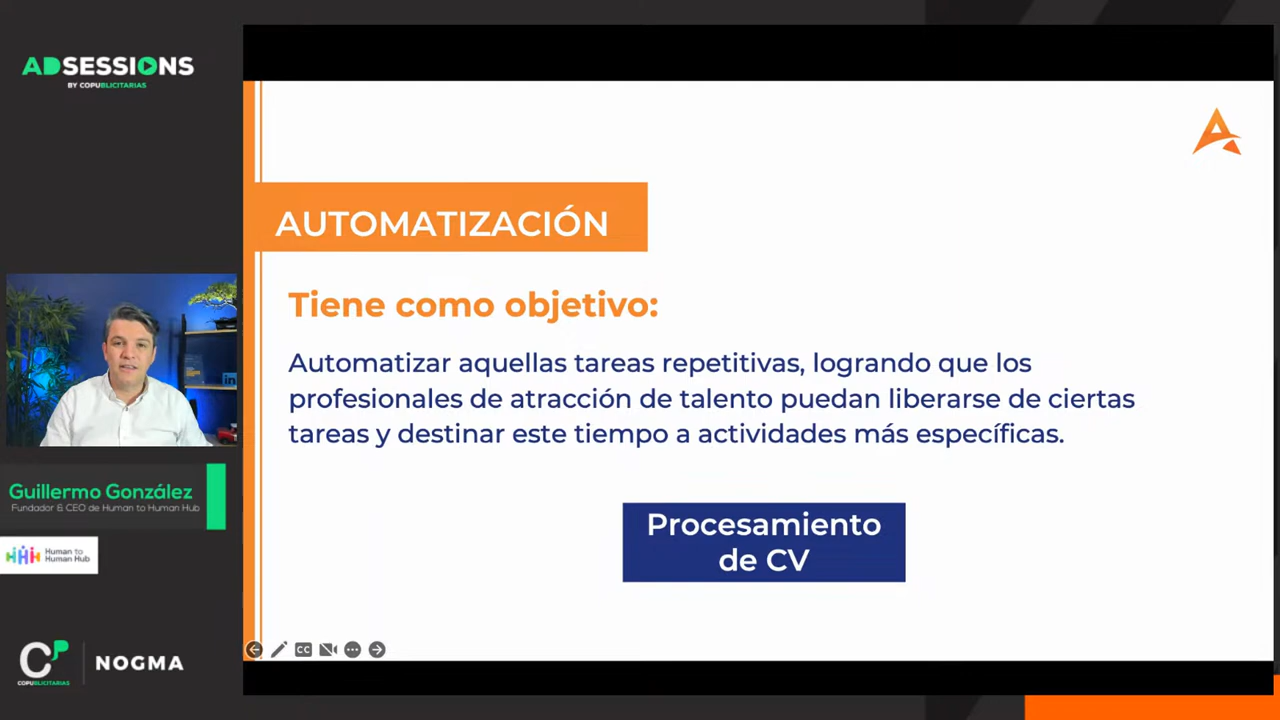 ADSESSIONS
BY COPUBLICITARIAS
AUTOMATIZACIÓN
Tiene como objetivo:
Automatizar aquellas tareas repetitivas, logrando que los
profesionales de atracción de talento puedan liberarse de ciertas
tareas y destinar este tiempo a actividades más específicas.
Procesamiento
de CV
Guillermo González
Fundador & CEO de Human to Human Hub
Human to
Human Hub
COPUBLICITARIAS
NOGMA
CC